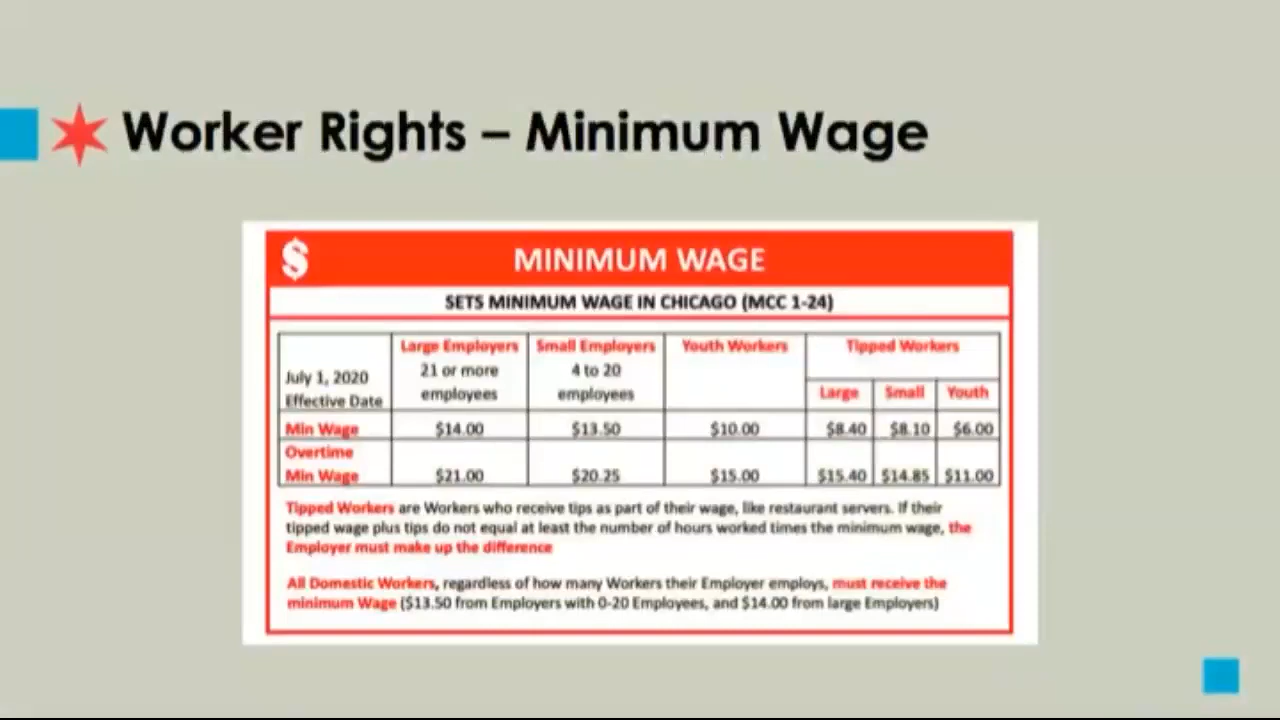 Worker Rights – Minimum Wage
$ MINIMUM WAGE
SETS MINIMUM WAGE IN CHICAGO (MCC 1-24)
July 1, 2020
Effective Date
Large Employers
21 or more
employees
Small Employers
4 to 20
employees
Youth Workers
Tipped Workers
Large Small Youth
Min Wage $14.00 $13.50 $10.00 $8.40 $8.10 $6.00
Overtime
Min Wage $21.00 $20.25 $15.00 $15.40 $14.85 $11.00
Tipped Workers are Workers who receive tips as part of their wage, like restaurant servers. If their
tipped wage plus tips do not equal at least the number of hours worked times the minimum wage, the
Employer must make up the difference
All Domestic Workers, regardless of how many Workers their Employer employs, must receive the
minimum Wage ($13.50 from Employers with 0-20 Employees, and $14.00 from large Employers)